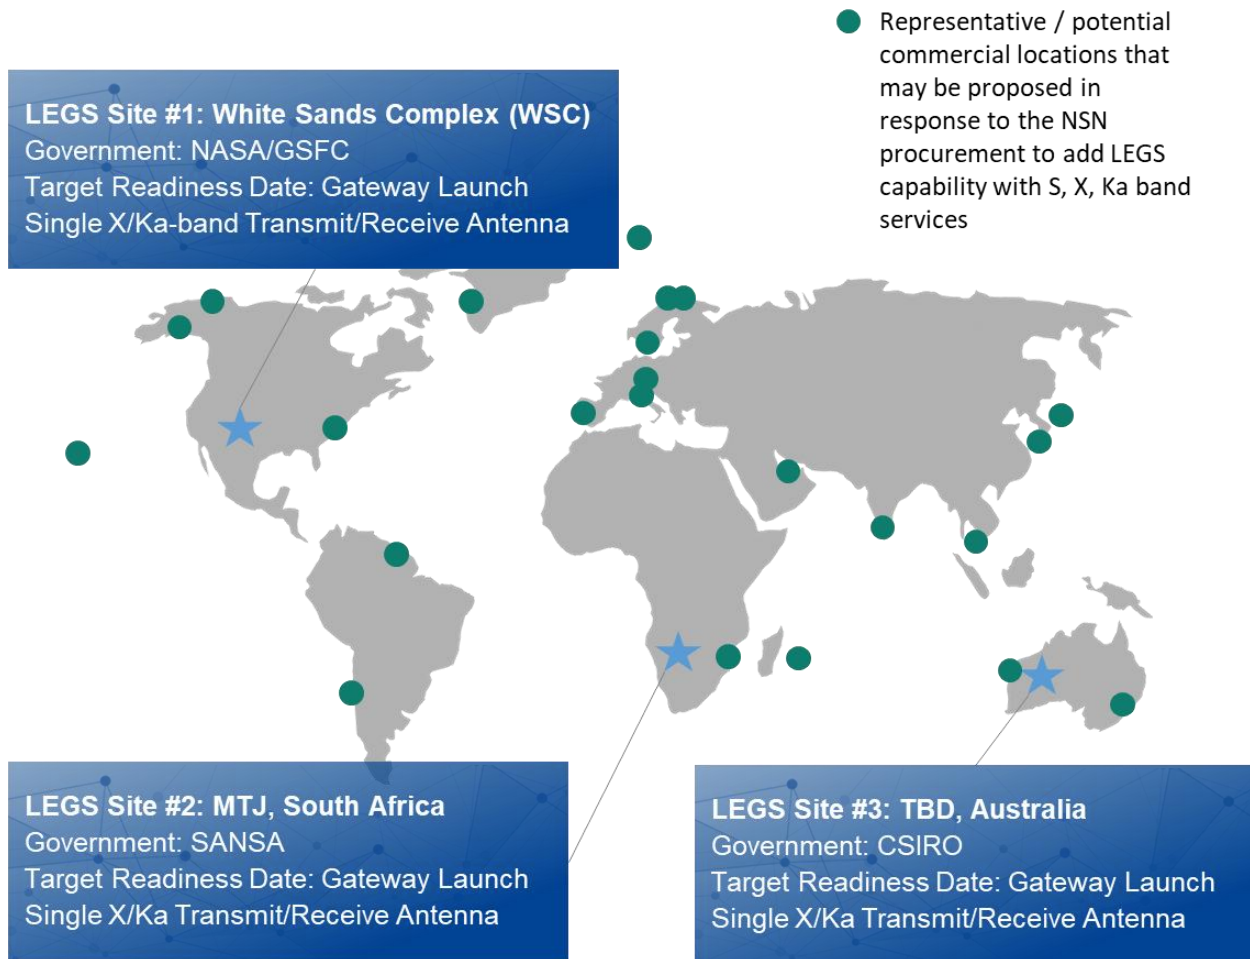 Representative / potential
commercial locations that
may be proposed in
response to the NSN
procurement to add LEGS
capability with S, X, Ka band
services
LEGS Site #1: White Sands Complex (WSC)
Government: NASA/GSFC
Target Readiness Date: Gateway Launch
Single X/Ka-band Transmit/Receive Antenna
LEGS Site #2: MTJ, South Africa
Government: SANSA
Target Readiness Date: Gateway Launch
Single X/Ka Transmit/Receive Antenna
LEGS Site #3: TBD, Australia
Government: CSIRO
Target Readiness Date: Gateway Launch
Single X/Ka Transmit/Receive Antenna